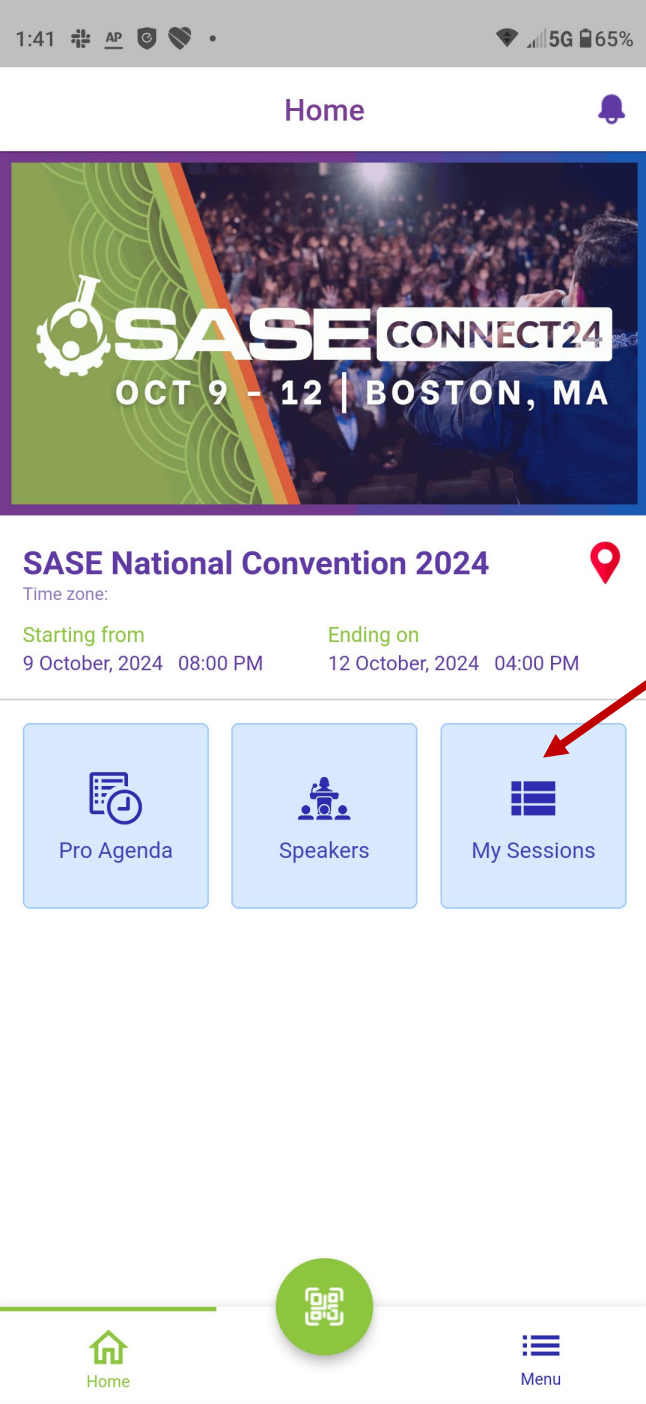 1:41 AP 5G 65%
Home
SASE CONNECT24
OCT 9 - 12 | BOSTON, MA
SASE National Convention 2024
Time zone:
Starting from Ending on
9 October, 2024 08:00 PM 12 October, 2024 04:00 PM
Pro Agenda Speakers My Sessions
Home Menu